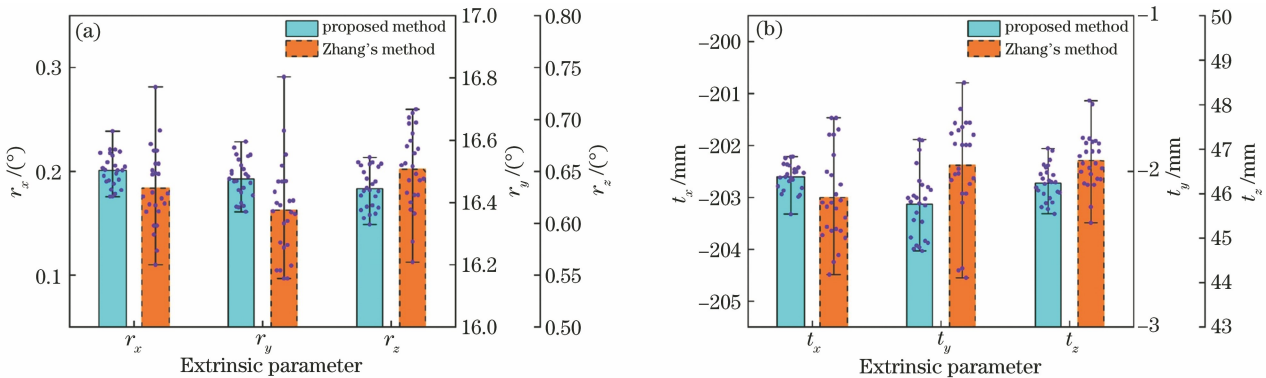 (a)
proposed method
Zhang's method
0.3
0.2
0.1
r_x /(°)
r_x
r_y
r_z
Extrinsic parameter
17.0
16.8
16.6
16.4
16.2
16.0
r_y /(°)
0.80
0.75
0.70
0.65
0.60
0.55
0.50
r_z /(°)
(b)
proposed method
Zhang's method
−200
−201
−202
−203
−204
−205
t_x /mm
t_x
t_y
t_z
Extrinsic parameter
−1
−2
−3
t_y /mm
50
49
48
47
46
45
44
43
t_z /mm